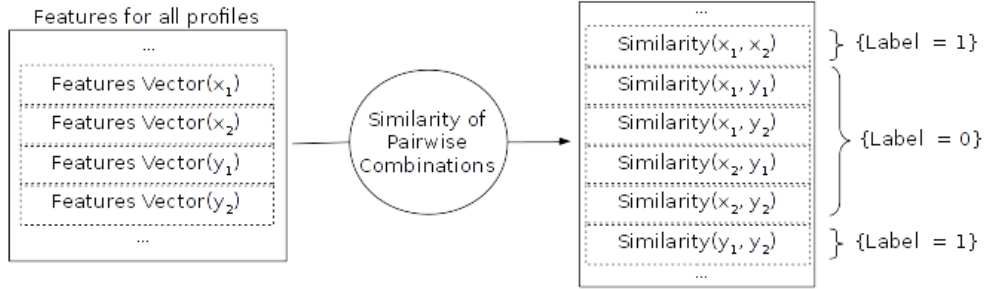 Features for all profiles
...
Features Vector(x₁)
Features Vector(x₂)
Features Vector(y₁)
Features Vector(y₂)
...
Similarity of
Pairwise
Combinations
...
Similarity(x₁, x₂)
Similarity(x₁, y₁)
Similarity(x₁, y₂)
Similarity(x₂, y₁)
Similarity(x₂, y₂)
Similarity(y₁, y₂)
...
{Label = 1}
{Label = 0}
{Label = 1}